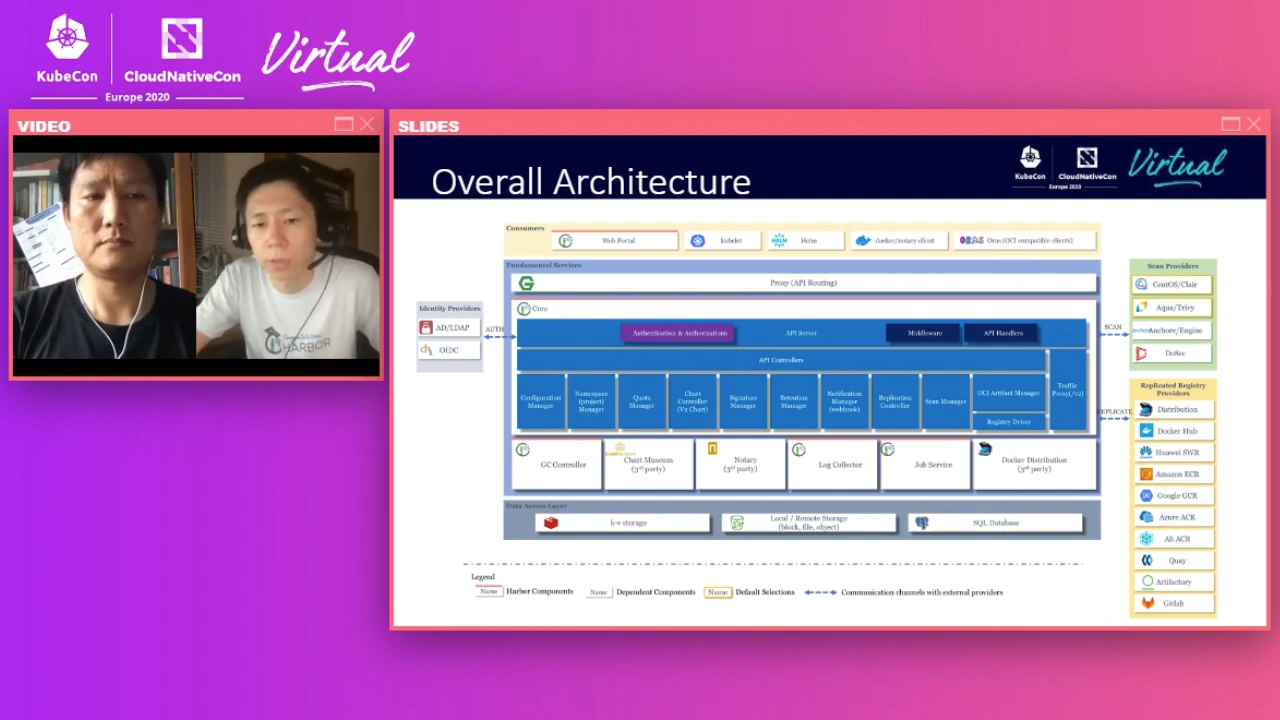 KubeCon
CloudNativeCon
Europe 2020
Virtual
VIDEO
HARBOR
SLIDES
Overall Architecture
KubeCon
CloudNativeCon
Europe 2020
Virtual
Consumers
Web Portal
kubelet
HELM
Helm
docker/notary client
ORAS
Oras (OCI compatible clients)
Fundamental Services
Proxy (API Routing)
Core
Authentication & Authorizations
API Server
Middleware
API Handlers
API Controllers
Configuration
Manager
Namespace
(project)
Manager
Quota
Manager
Chart
Controller
(V2 Chart)
Signature
Manager
Retention
Manager
Notification
Manager
(webhook)
Replication
Controller
Scan Manager
OCI Artifact Manager
Registry Driver
Traffic
Proxy(/v2)
GC Controller
Chart Museum
(3rd party)
Notary
(3rd party)
Log Collector
Job Service
Docker Distribution
(3rd party)
Data Access Layer
k-v storage
Local / Remote Storage
(block, file, object)
SQL Database
Identity Providers
AD/LDAP
OIDC
AUTH
SCAN
EPLICATE
Scan Providers
CentOS/Clair
Aqua/Trivy
Anchore/Engine
DoSec
Replicated Registry
Providers
Distribution
Docker Hub
Huawei SWR
Amazon ECR
Google GCR
Azure ACR
Ali ACR
Quay
Artifactory
Gitlab
Legend
Name
Harbor Components
Name
Dependent Components
Name
Default Selections
Communication channels with external providers